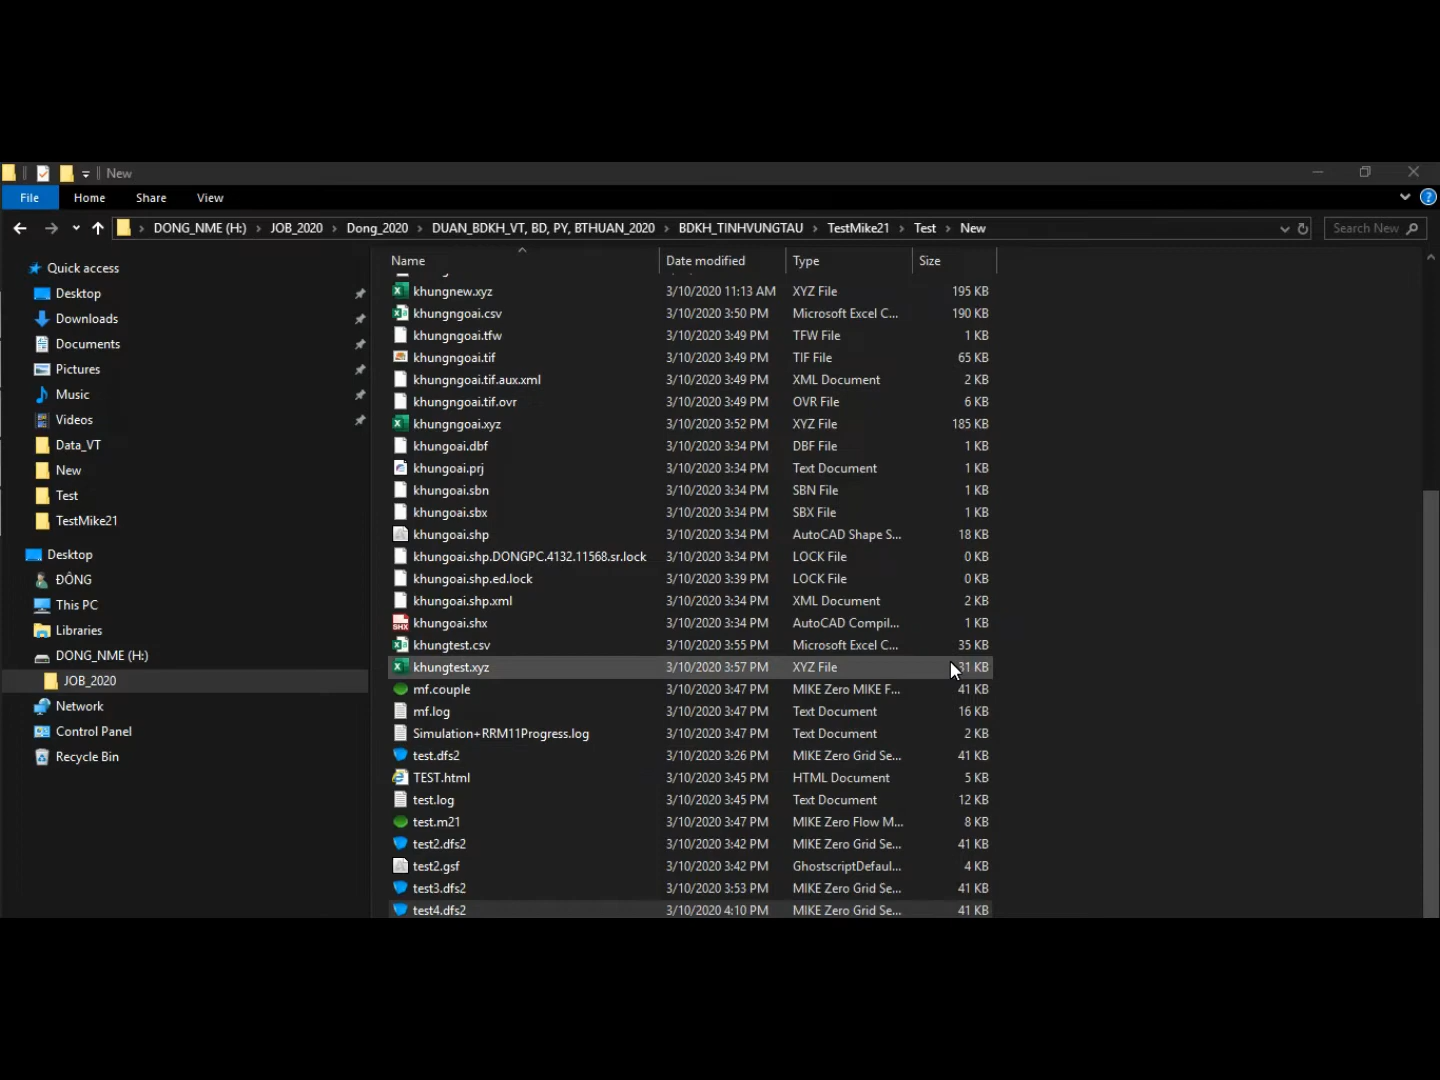 New
File Home Share View
DONG_NME (H:) JOB_2020 Dong_2020 DUAN_BDKH_VT, BD, PY, BTHUAN_2020 BDKH_TINHVUNGTAU TestMike21 Test New Search New
Quick access
Desktop
Downloads
Documents
Pictures
Music
Videos
Data_VT
New
Test
TestMike21
Desktop
ĐÔNG
This PC
Libraries
DONG_NME (H:)
JOB_2020
Network
Control Panel
Recycle Bin
Name Date modified Type Size
khungnew.xyz 3/10/2020 11:13 AM XYZ File 195 KB
khungngoai.csv 3/10/2020 3:50 PM Microsoft Excel C... 190 KB
khungngoai.tfw 3/10/2020 3:49 PM TFW File 1 KB
khungngoai.tif 3/10/2020 3:49 PM TIF File 65 KB
khungngoai.tif.aux.xml 3/10/2020 3:49 PM XML Document 2 KB
khungngoai.tif.ovr 3/10/2020 3:49 PM OVR File 6 KB
khungngoai.xyz 3/10/2020 3:52 PM XYZ File 185 KB
khungoai.dbf 3/10/2020 3:34 PM DBF File 1 KB
khungoai.prj 3/10/2020 3:34 PM Text Document 1 KB
khungoai.sbn 3/10/2020 3:34 PM SBN File 1 KB
khungoai.sbx 3/10/2020 3:34 PM SBX File 1 KB
khungoai.shp 3/10/2020 3:34 PM AutoCAD Shape S... 18 KB
khungoai.shp.DONGPC.4132.11568.sr.lock 3/10/2020 3:34 PM LOCK File 0 KB
khungoai.shp.ed.lock 3/10/2020 3:39 PM LOCK File 0 KB
khungoai.shp.xml 3/10/2020 3:34 PM XML Document 2 KB
khungoai.shx 3/10/2020 3:34 PM AutoCAD Compil... 1 KB
khungtest.csv 3/10/2020 3:55 PM Microsoft Excel C... 35 KB
khungtest.xyz 3/10/2020 3:57 PM XYZ File 31 KB
mf.couple 3/10/2020 3:47 PM MIKE Zero MIKE F... 41 KB
mf.log 3/10/2020 3:47 PM Text Document 16 KB
Simulation+RRM11Progress.log 3/10/2020 3:47 PM Text Document 2 KB
test.dfs2 3/10/2020 3:26 PM MIKE Zero Grid Se... 41 KB
TEST.html 3/10/2020 3:45 PM HTML Document 5 KB
test.log 3/10/2020 3:45 PM Text Document 12 KB
test.m21 3/10/2020 3:47 PM MIKE Zero Flow M... 8 KB
test2.dfs2 3/10/2020 3:42 PM MIKE Zero Grid Se... 41 KB
test2.gsf 3/10/2020 3:42 PM GhostscriptDefaul... 4 KB
test3.dfs2 3/10/2020 3:53 PM MIKE Zero Grid Se... 41 KB
test4.dfs2 3/10/2020 4:10 PM MIKE Zero Grid Se... 41 KB